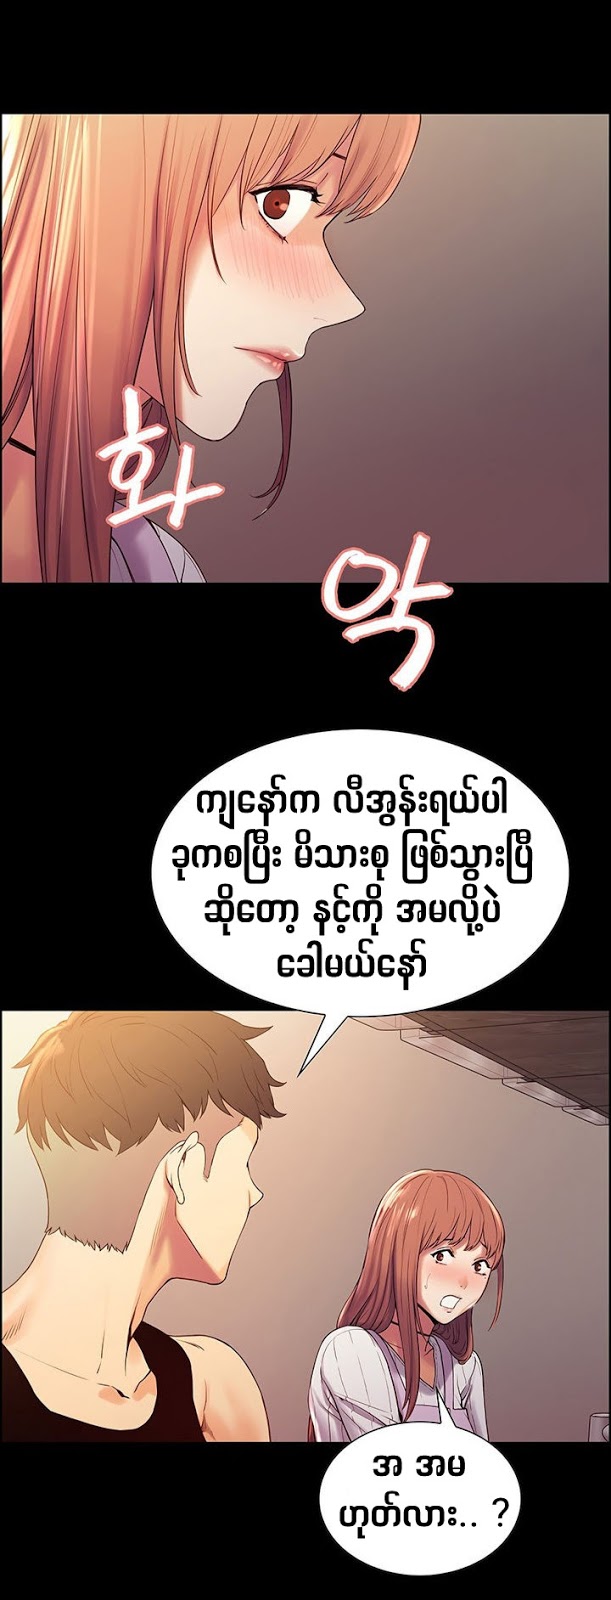 화
악
ကျနော်က လီအွန်းရယ်ပါ
ခုကစပြီး မိသားစု ဖြစ်သွားပြီ
ဆိုတော့ နင့်ကို အမလို့ပဲ
ခေါ်မယ်နော်
အ အမ
ဟုတ်လား.. ?